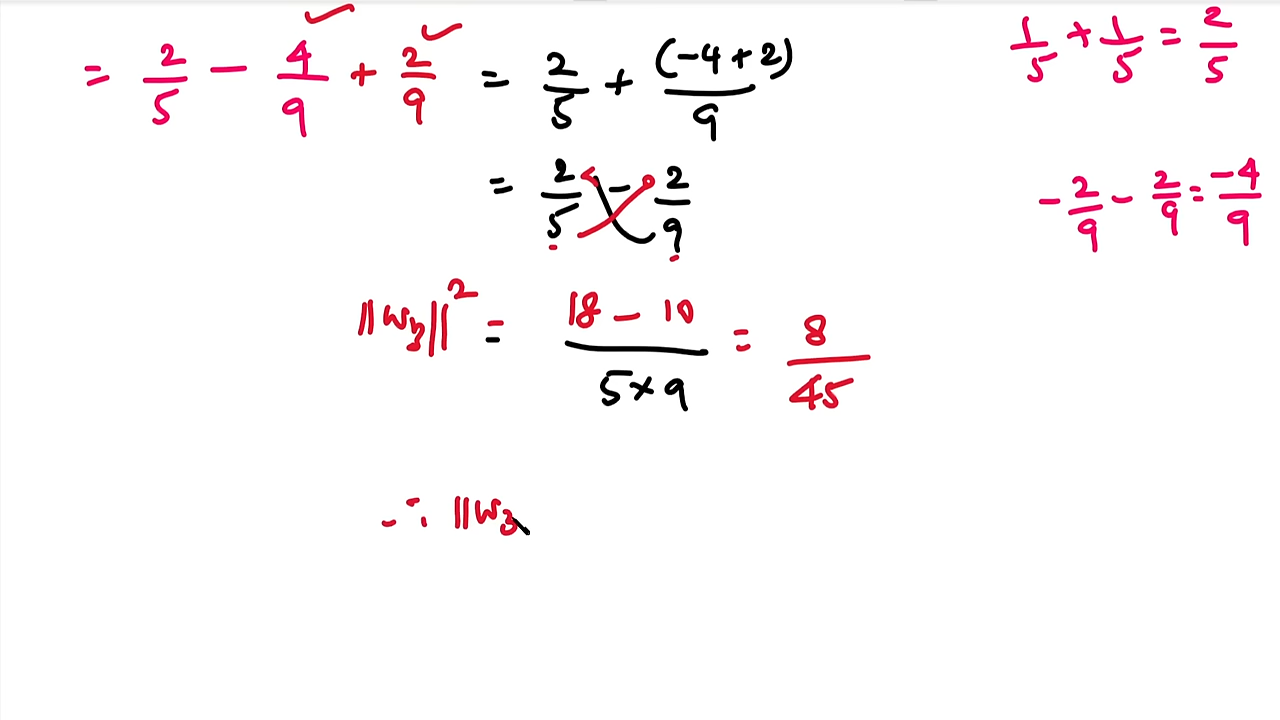 = 2/5 - 4/9 + 2/9 = 2/5 + (-4+2)/9
1/5 + 1/5 = 2/5
= 2/5 - 2/9
-2/9 - 2/9 = -4/9
||w₃||² = (18 - 10)/(5×9) = 8/45
∴ ||w₃